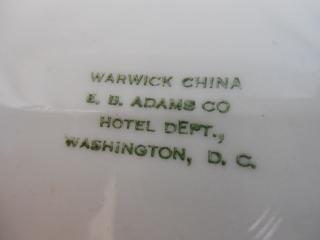 WARWICK CHINA
E. B. ADAMS CO
HOTEL DEPT.,
WASHINGTON, D. C.